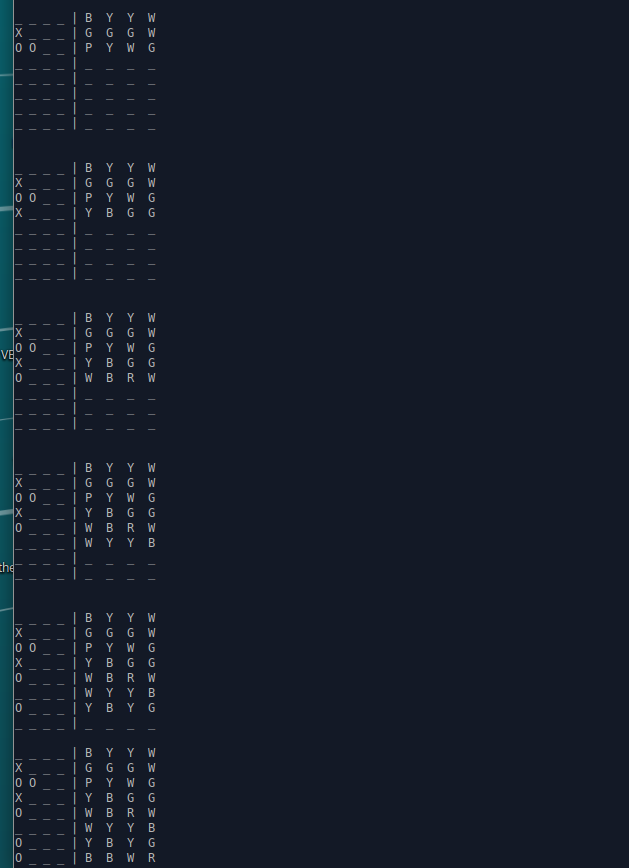 _ _ _ _ | B Y Y W
X _ _ _ | G G G W
O O _ _ | P Y W G
_ _ _ _ | _ _ _ _
_ _ _ _ | _ _ _ _
_ _ _ _ | _ _ _ _
_ _ _ _ | _ _ _ _
_ _ _ _ | _ _ _ _
_ _ _ _ | B Y Y W
X _ _ _ | G G G W
O O _ _ | P Y W G
X _ _ _ | Y B G G
_ _ _ _ | _ _ _ _
_ _ _ _ | _ _ _ _
_ _ _ _ | _ _ _ _
_ _ _ _ | _ _ _ _
_ _ _ _ | B Y Y W
X _ _ _ | G G G W
O O _ _ | P Y W G
VE
X _ _ _ | Y B G G
O _ _ _ | W B R W
_ _ _ _ | _ _ _ _
_ _ _ _ | _ _ _ _
_ _ _ _ | _ _ _ _
_ _ _ _ | B Y Y W
X _ _ _ | G G G W
O O _ _ | P Y W G
X _ _ _ | Y B G G
O _ _ _ | W B R W
_ _ _ _ | W Y Y B
_ _ _ _ | _ _ _ _
the
_ _ _ _ | _ _ _ _
_ _ _ _ | B Y Y W
X _ _ _ | G G G W
O O _ _ | P Y W G
X _ _ _ | Y B G G
O _ _ _ | W B R W
_ _ _ _ | W Y Y B
O _ _ _ | Y B Y G
_ _ _ _ | _ _ _ _
_ _ _ _ | B Y Y W
X _ _ _ | G G G W
O O _ _ | P Y W G
X _ _ _ | Y B G G
O _ _ _ | W B R W
_ _ _ _ | W Y Y B
O _ _ _ | Y B Y G
O _ _ _ | B B W R